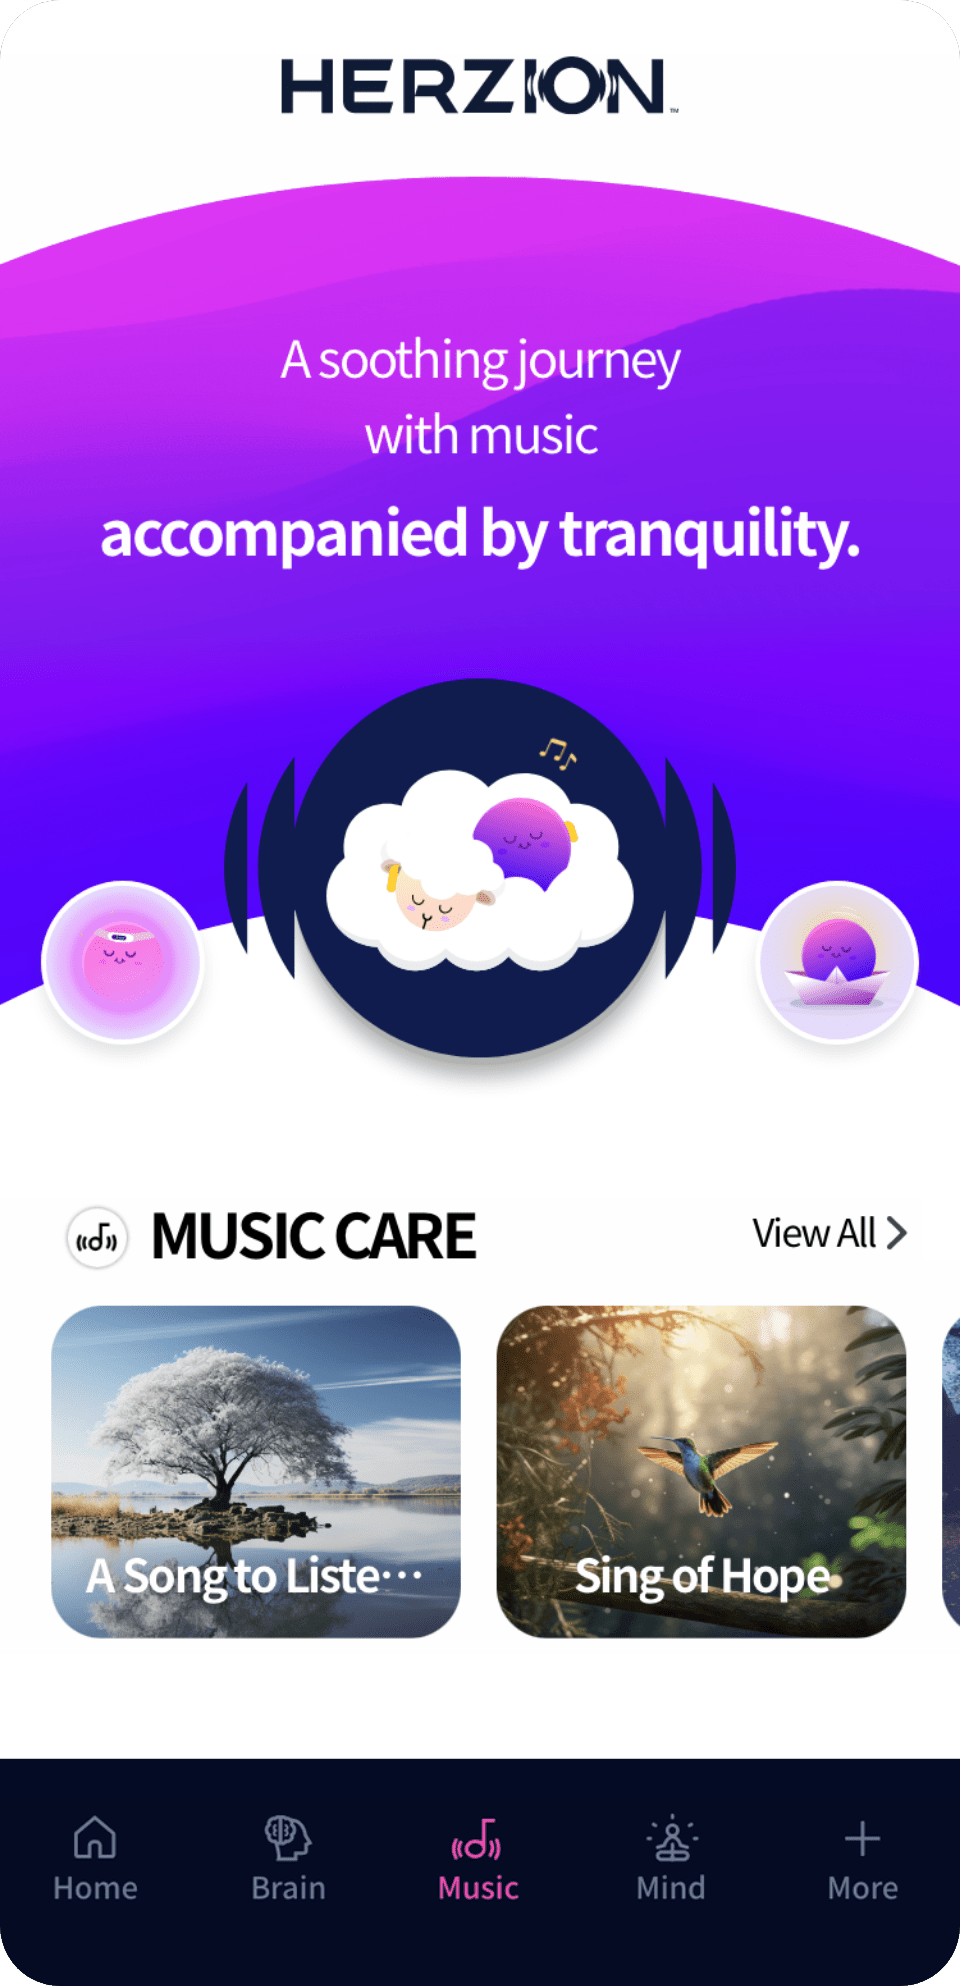 HERZION™
A soothing journey
with music
accompanied by tranquility.
MUSIC CARE
View All
A Song to Liste···
Sing of Hope
Home
Brain
Music
Mind
More